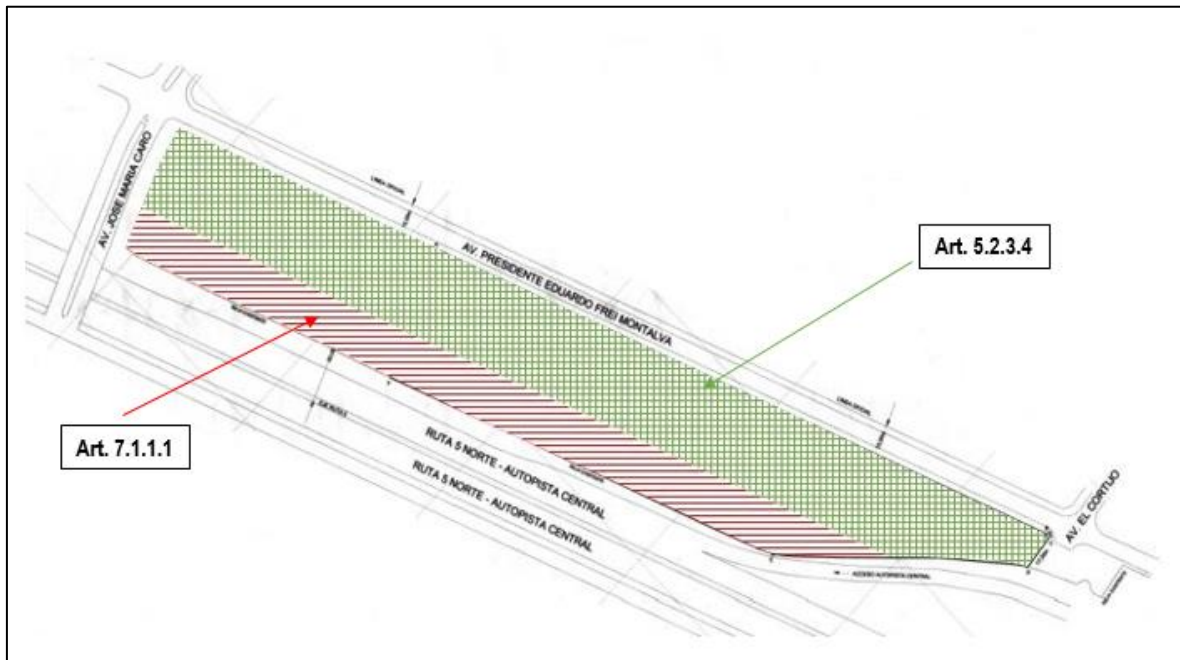 AV. JOSE MARIA CARO
LINEA OFICIAL
AV. PRESIDENTE EDUARDO FREI MONTALVA
Art. 5.2.3.4
Art. 7.1.1.1
LINEA OFICIAL
RUTA 5 NORTE - AUTOPISTA CENTRAL
RUTA 5 NORTE - AUTOPISTA CENTRAL
AV. EL CORTIJO
ACCESO AUTOPISTA CENTRAL